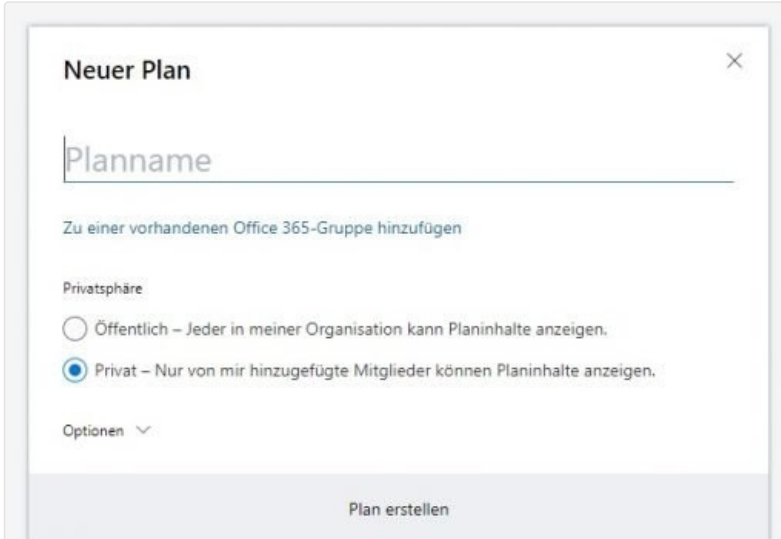 Neuer Plan
Planname
Zu einer vorhandenen Office 365-Gruppe hinzufügen
Privatsphäre
Öffentlich – Jeder in meiner Organisation kann Planinhalte anzeigen.
Privat – Nur von mir hinzugefügte Mitglieder können Planinhalte anzeigen.
Optionen
Plan erstellen